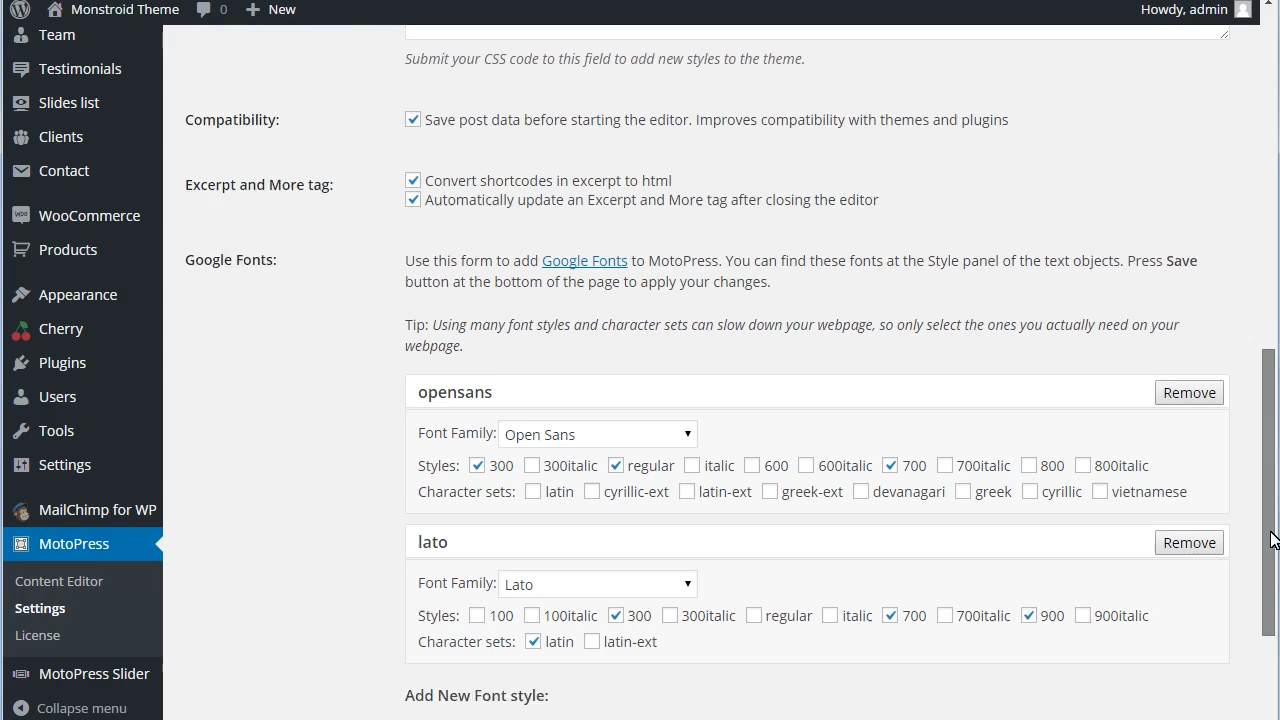 Monstroid Theme 0 New Howdy, admin
Team
Testimonials
Slides list
Clients
Contact
WooCommerce
Products
Appearance
Cherry
Plugins
Users
Tools
Settings
MailChimp for WP
MotoPress
Content Editor
Settings
License
MotoPress Slider
Collapse menu
Submit your CSS code to this field to add new styles to the theme.
Compatibility: Save post data before starting the editor. Improves compatibility with themes and plugins
Excerpt and More tag: Convert shortcodes in excerpt to html
Automatically update an Excerpt and More tag after closing the editor
Google Fonts: Use this form to add Google Fonts to MotoPress. You can find these fonts at the Style panel of the text objects. Press Save
button at the bottom of the page to apply your changes.
Tip: Using many font styles and character sets can slow down your webpage, so only select the ones you actually need on your
webpage.
opensans Remove
Font Family: Open Sans
Styles: 300 300italic regular italic 600 600italic 700 700italic 800 800italic
Character sets: latin cyrillic-ext latin-ext greek-ext devanagari greek cyrillic vietnamese
lato Remove
Font Family: Lato
Styles: 100 100italic 300 300italic regular italic 700 700italic 900 900italic
Character sets: latin latin-ext
Add New Font style: